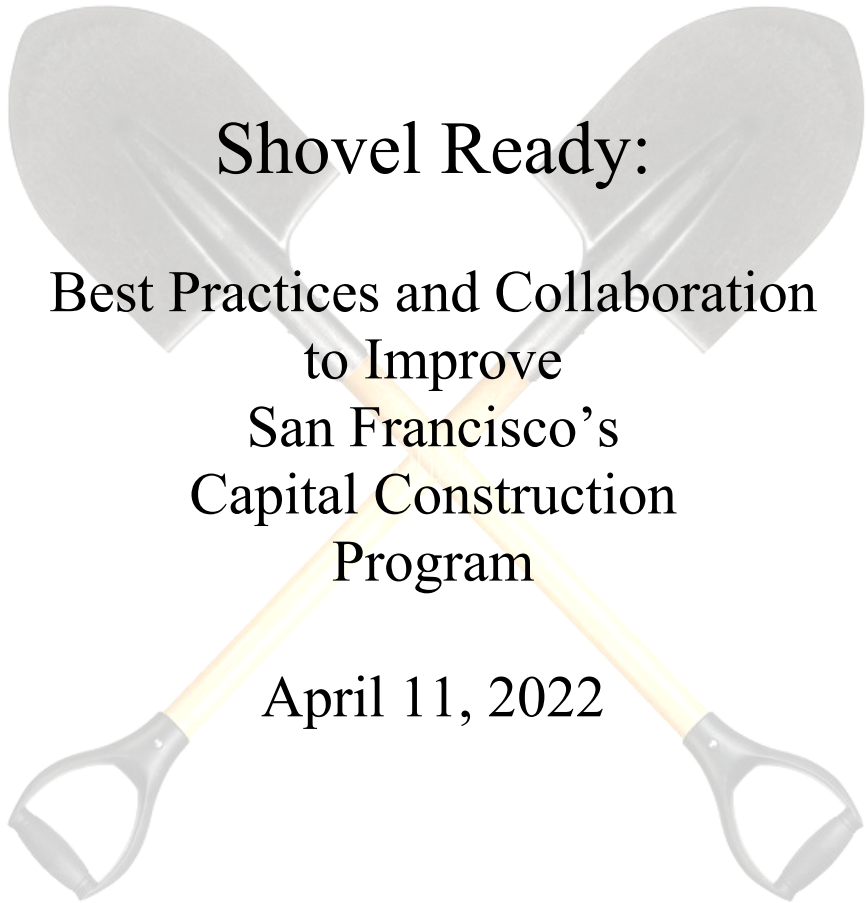 Shovel Ready:
Best Practices and Collaboration
to Improve
San Francisco’s
Capital Construction
Program
April 11, 2022